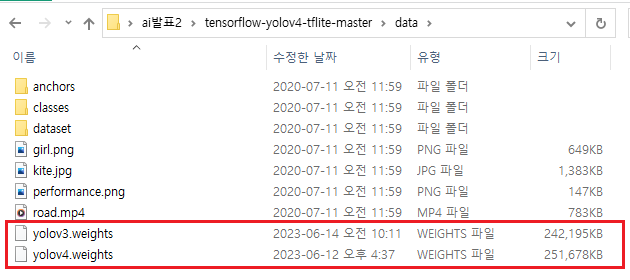 ai발표2 > tensorflow-yolov4-tflite-master > data >
이름 수정한 날짜 유형 크기
anchors 2020-07-11 오전 11:59 파일 폴더
classes 2020-07-11 오전 11:59 파일 폴더
dataset 2020-07-11 오전 11:59 파일 폴더
girl.png 2020-07-11 오전 11:59 PNG 파일 649KB
kite.jpg 2020-07-11 오전 11:59 JPG 파일 1,383KB
performance.png 2020-07-11 오전 11:59 PNG 파일 147KB
road.mp4 2020-07-11 오전 11:59 MP4 파일 783KB
yolov3.weights 2023-06-14 오전 10:11 WEIGHTS 파일 242,195KB
yolov4.weights 2023-06-12 오후 4:37 WEIGHTS 파일 251,678KB